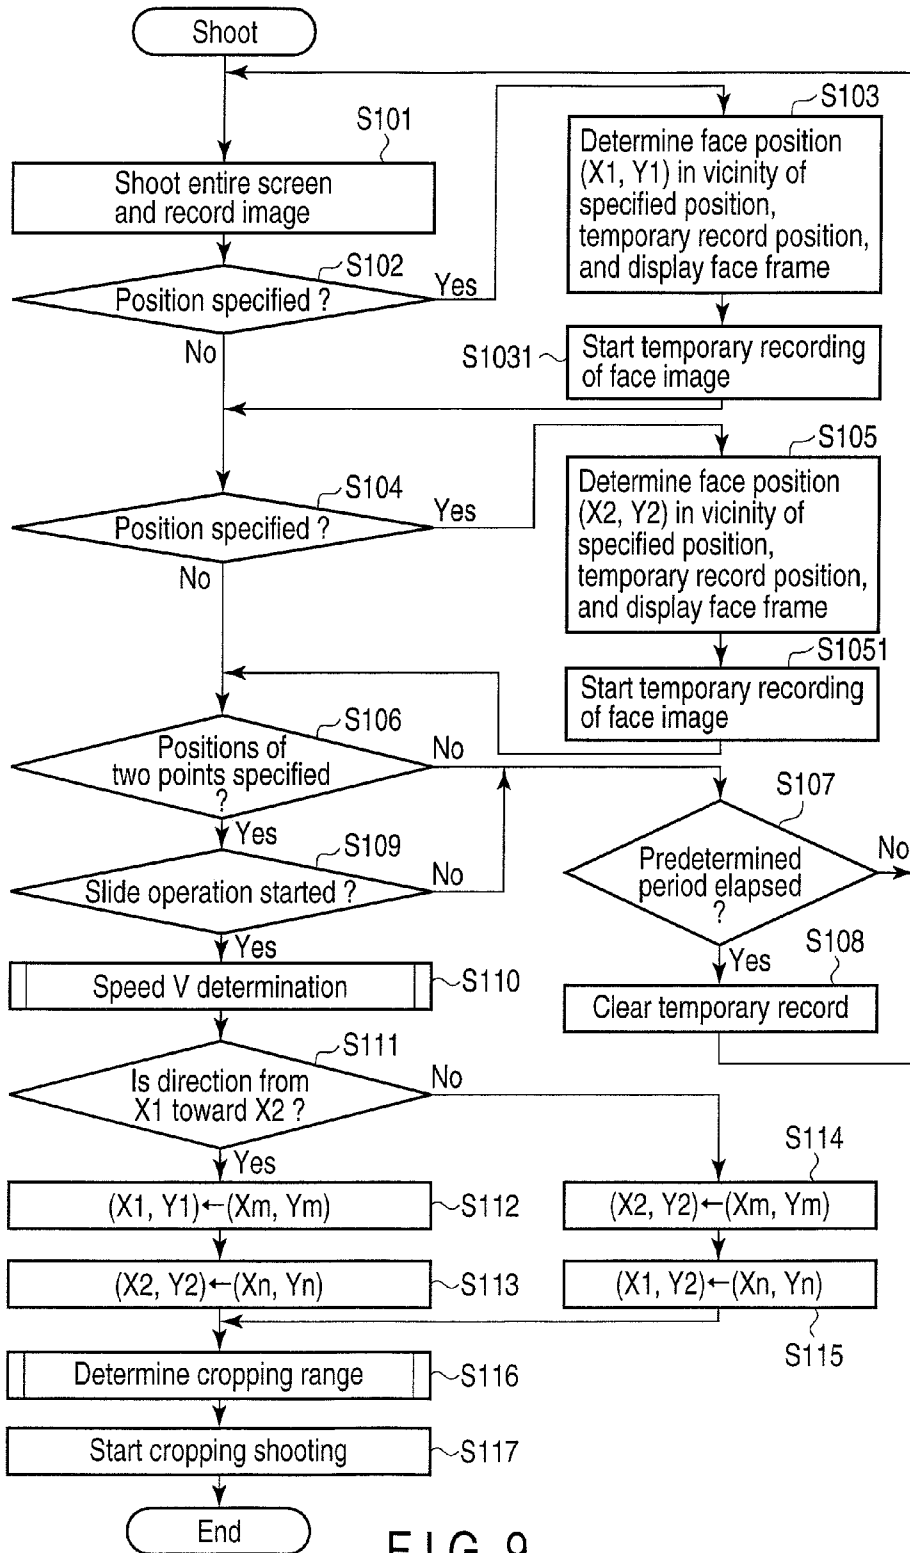 Shoot
S101
Shoot entire screen
and record image
S102
Position specified ?
Yes
No
S103
Determine face position
(X1, Y1) in vicinity of
specified position,
temporary record position,
and display face frame
S1031
Start temporary recording
of face image
S104
Position specified ?
Yes
No
S105
Determine face position
(X2, Y2) in vicinity of
specified position,
temporary record position,
and display face frame
S1051
Start temporary recording
of face image
S106
Positions of
two points specified
?
No
Yes
S107
Predetermined
period elapsed
?
No
Yes
S108
Clear temporary record
S109
Slide operation started ?
No
Yes
Speed V determination
S110
S111
Is direction from
X1 toward X2 ?
No
Yes
(X1, Y1)←(Xm, Ym)
S112
(X2, Y2)←(Xn, Yn)
S113
S114
(X2, Y2)←(Xm, Ym)
(X1, Y2)←(Xn, Yn)
S115
Determine cropping range
S116
Start cropping shooting
S117
End
FIG. 9